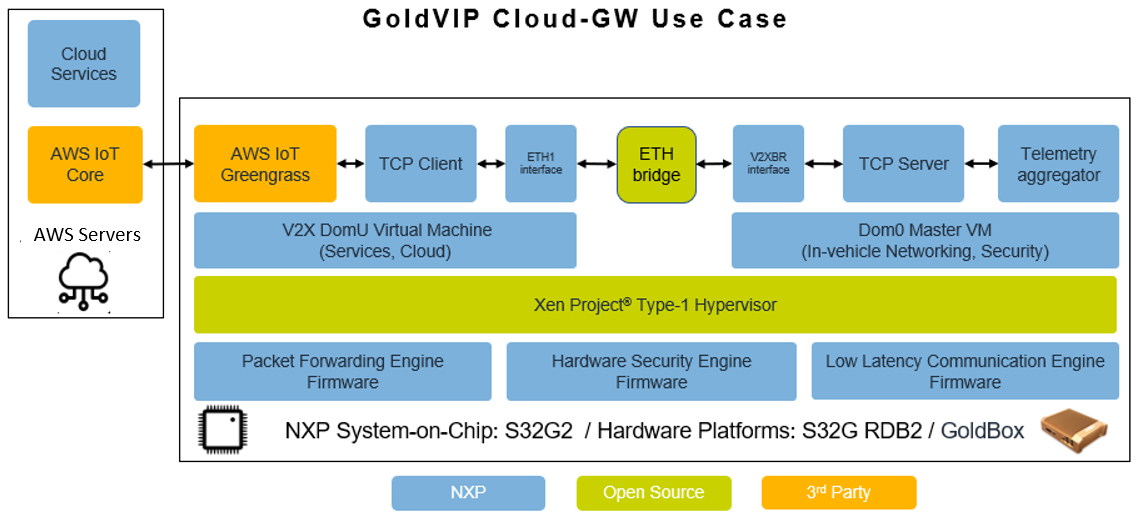 GoldVIP Cloud-GW Use Case
Cloud
Services
AWS IoT
Core
AWS Servers
AWS IoT
Greengrass
TCP Client
ETH1
interface
ETH
bridge
V2XBR
interface
TCP Server
Telemetry
aggregator
V2X DomU Virtual Machine
(Services, Cloud)
Dom0 Master VM
(In-vehicle Networking, Security)
Xen Project® Type-1 Hypervisor
Packet Forwarding Engine
Firmware
Hardware Security Engine
Firmware
Low Latency Communication Engine
Firmware
NXP System-on-Chip: S32G2 / Hardware Platforms: S32G RDB2 / GoldBox
NXP
Open Source
3rd Party